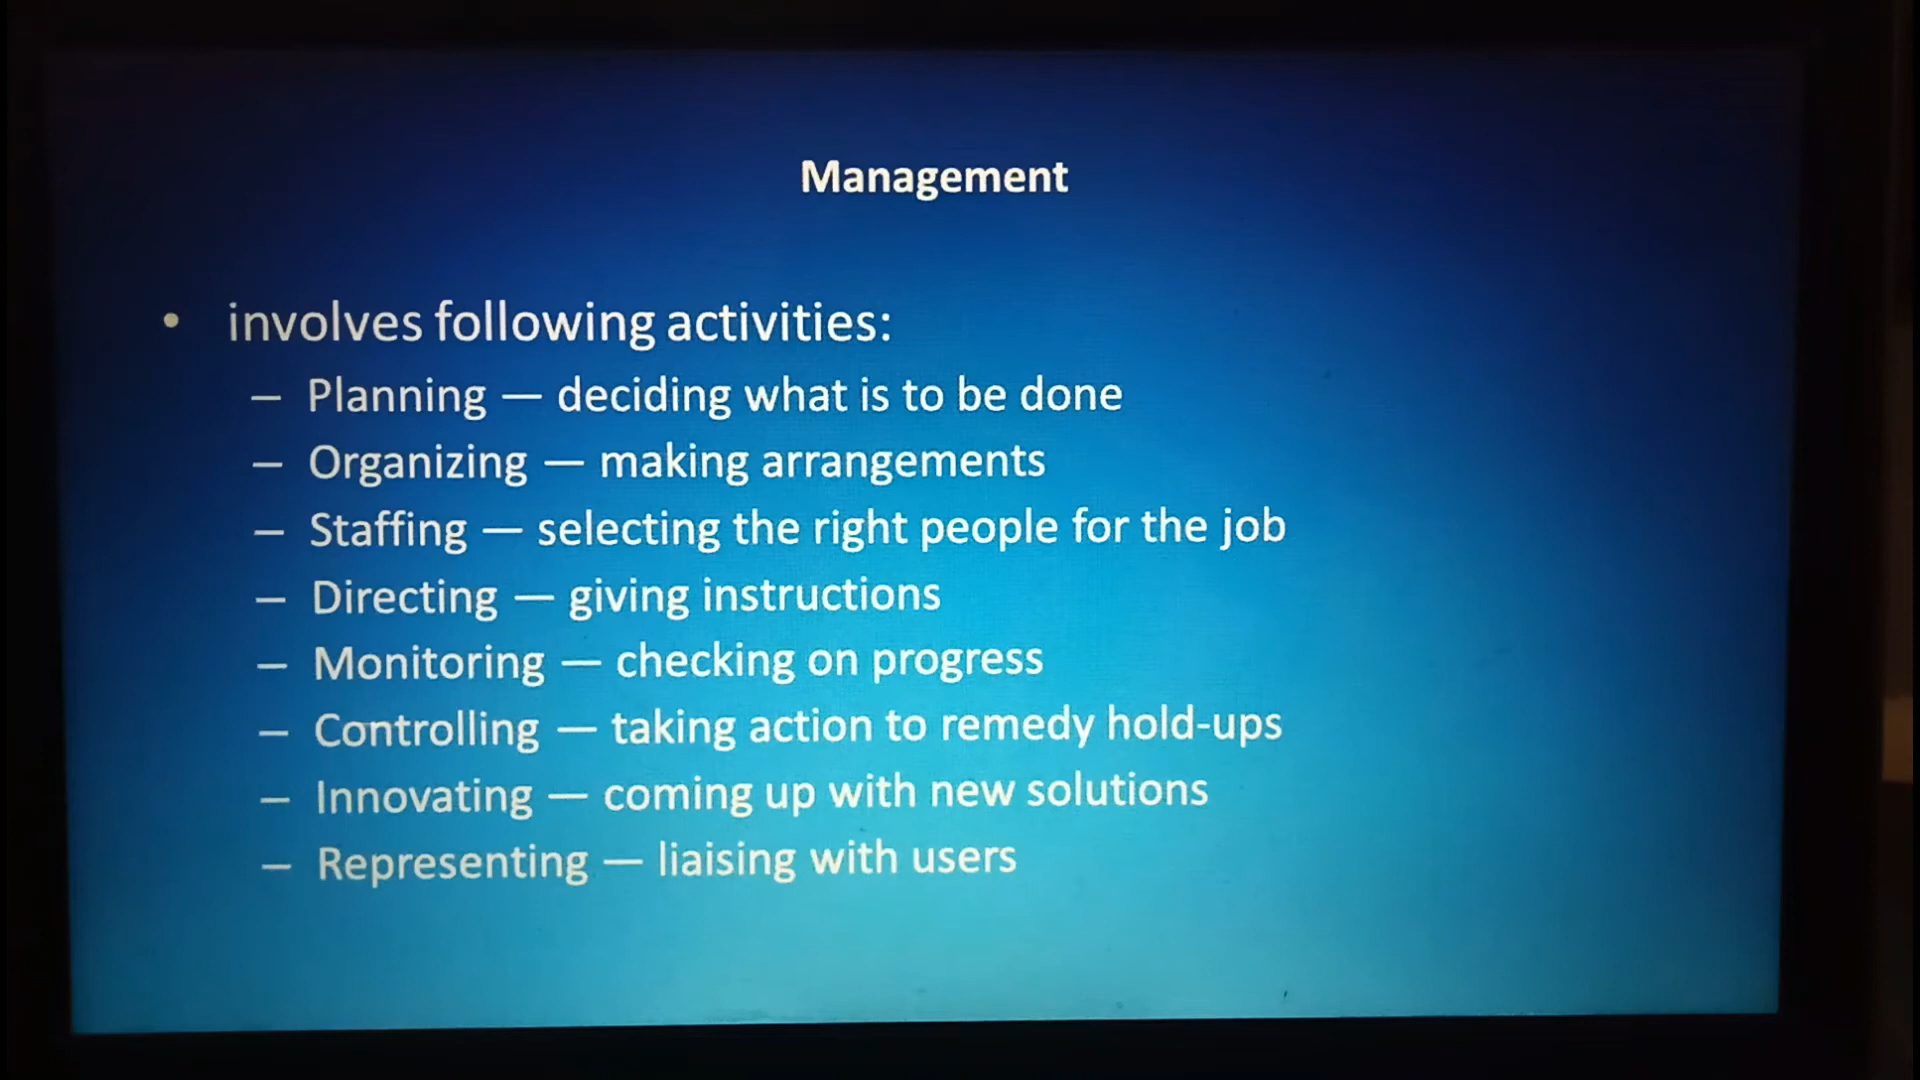 Management
• involves following activities:
– Planning — deciding what is to be done
– Organizing — making arrangements
– Staffing — selecting the right people for the job
– Directing — giving instructions
– Monitoring — checking on progress
– Controlling — taking action to remedy hold-ups
– Innovating — coming up with new solutions
– Representing — liaising with users